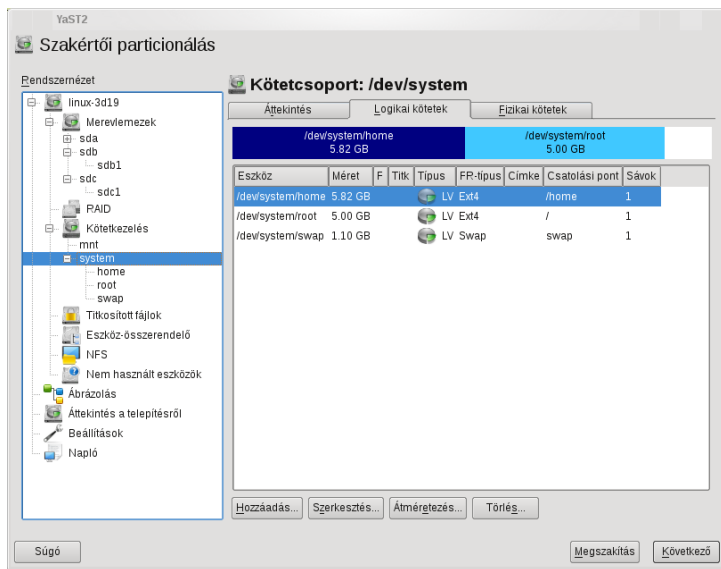 YaST2
Szakértői particionálás
Rendszernézet
linux-3d19
Merevlemezek
sda
sdb
sdb1
sdc
sdc1
RAID
Kötetkezelés
mnt
system
home
root
swap
Titkosított fájlok
Eszköz-összerendelő
NFS
Nem használt eszközök
Ábrázolás
Áttekintés a telepítésről
Beállítások
Napló
Kötetcsoport: /dev/system
Áttekintés Logikai kötetek Fizikai kötetek
/dev/system/home /dev/system/root
5.82 GB 5.00 GB
Eszköz Méret F Titk Típus FR-típus Címke Csatolási pont Sávok
/dev/system/home 5.82 GB LV Ext4 /home 1
/dev/system/root 5.00 GB LV Ext4 / 1
/dev/system/swap 1.10 GB LV Swap swap 1
Hozzáadás... Szerkesztés... Átméretezés... Törlés...
Súgó Megszakítás Következő